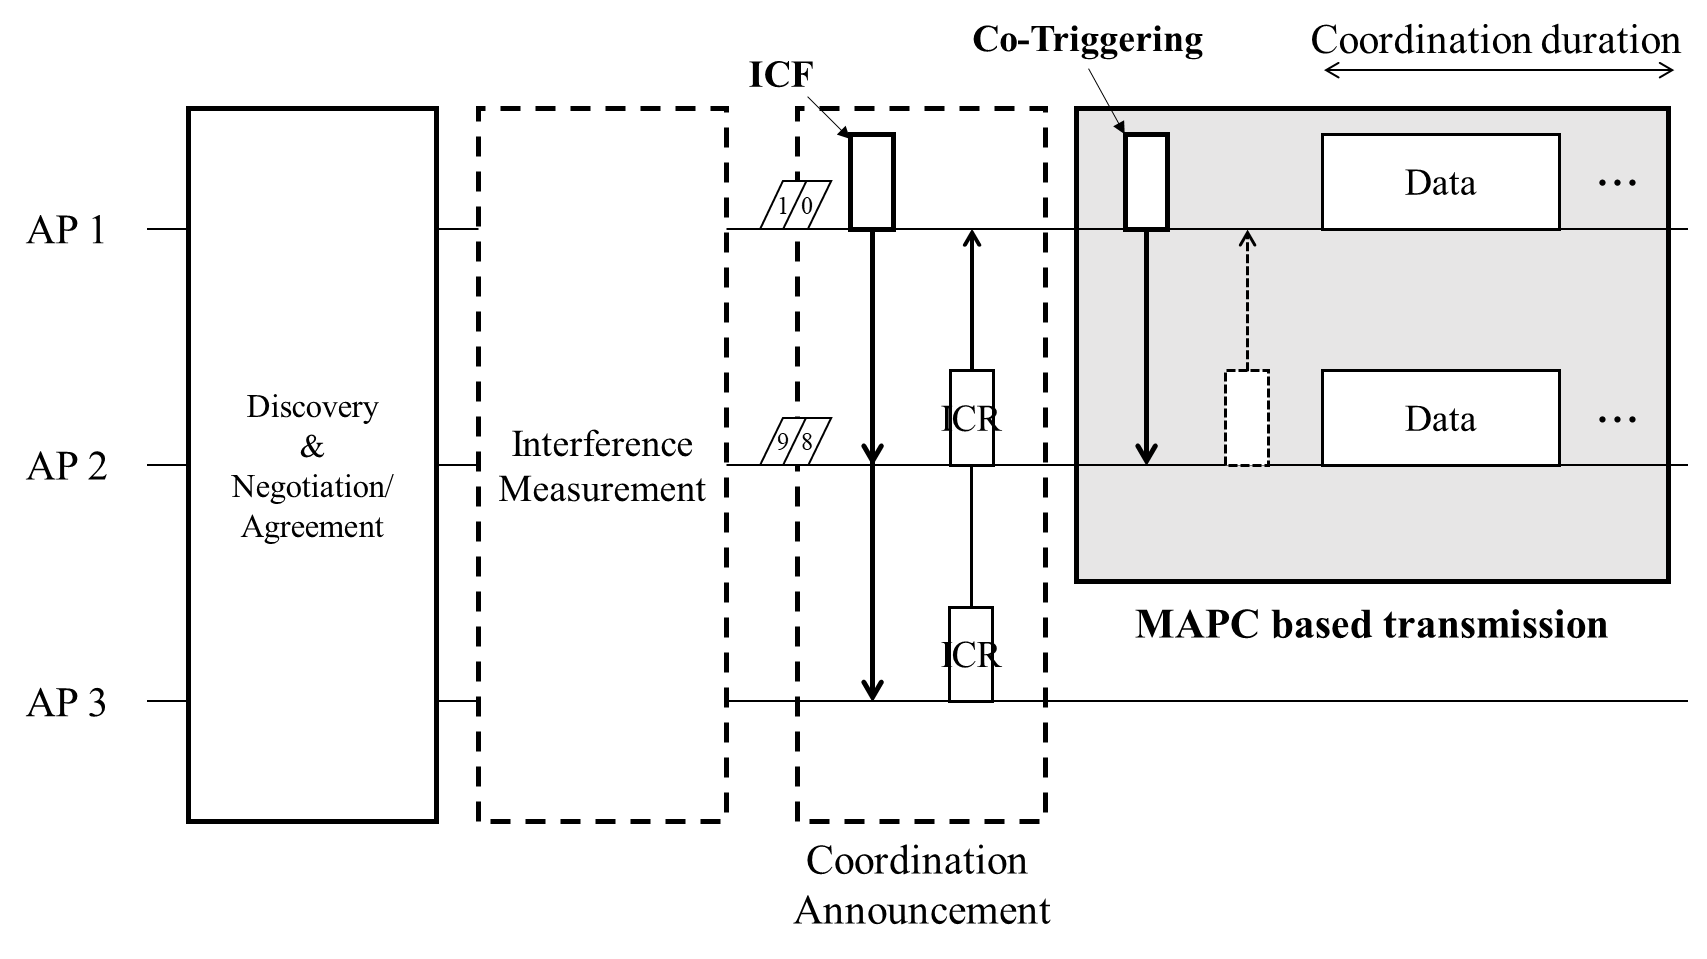 Co-Triggering
Coordination duration
ICF
Data
...
1 0
AP 1
Discovery
&
Negotiation/
Agreement
Interference
Measurement
ICR
Data
...
9 8
AP 2
MAPC based transmission
ICR
AP 3
Coordination
Announcement